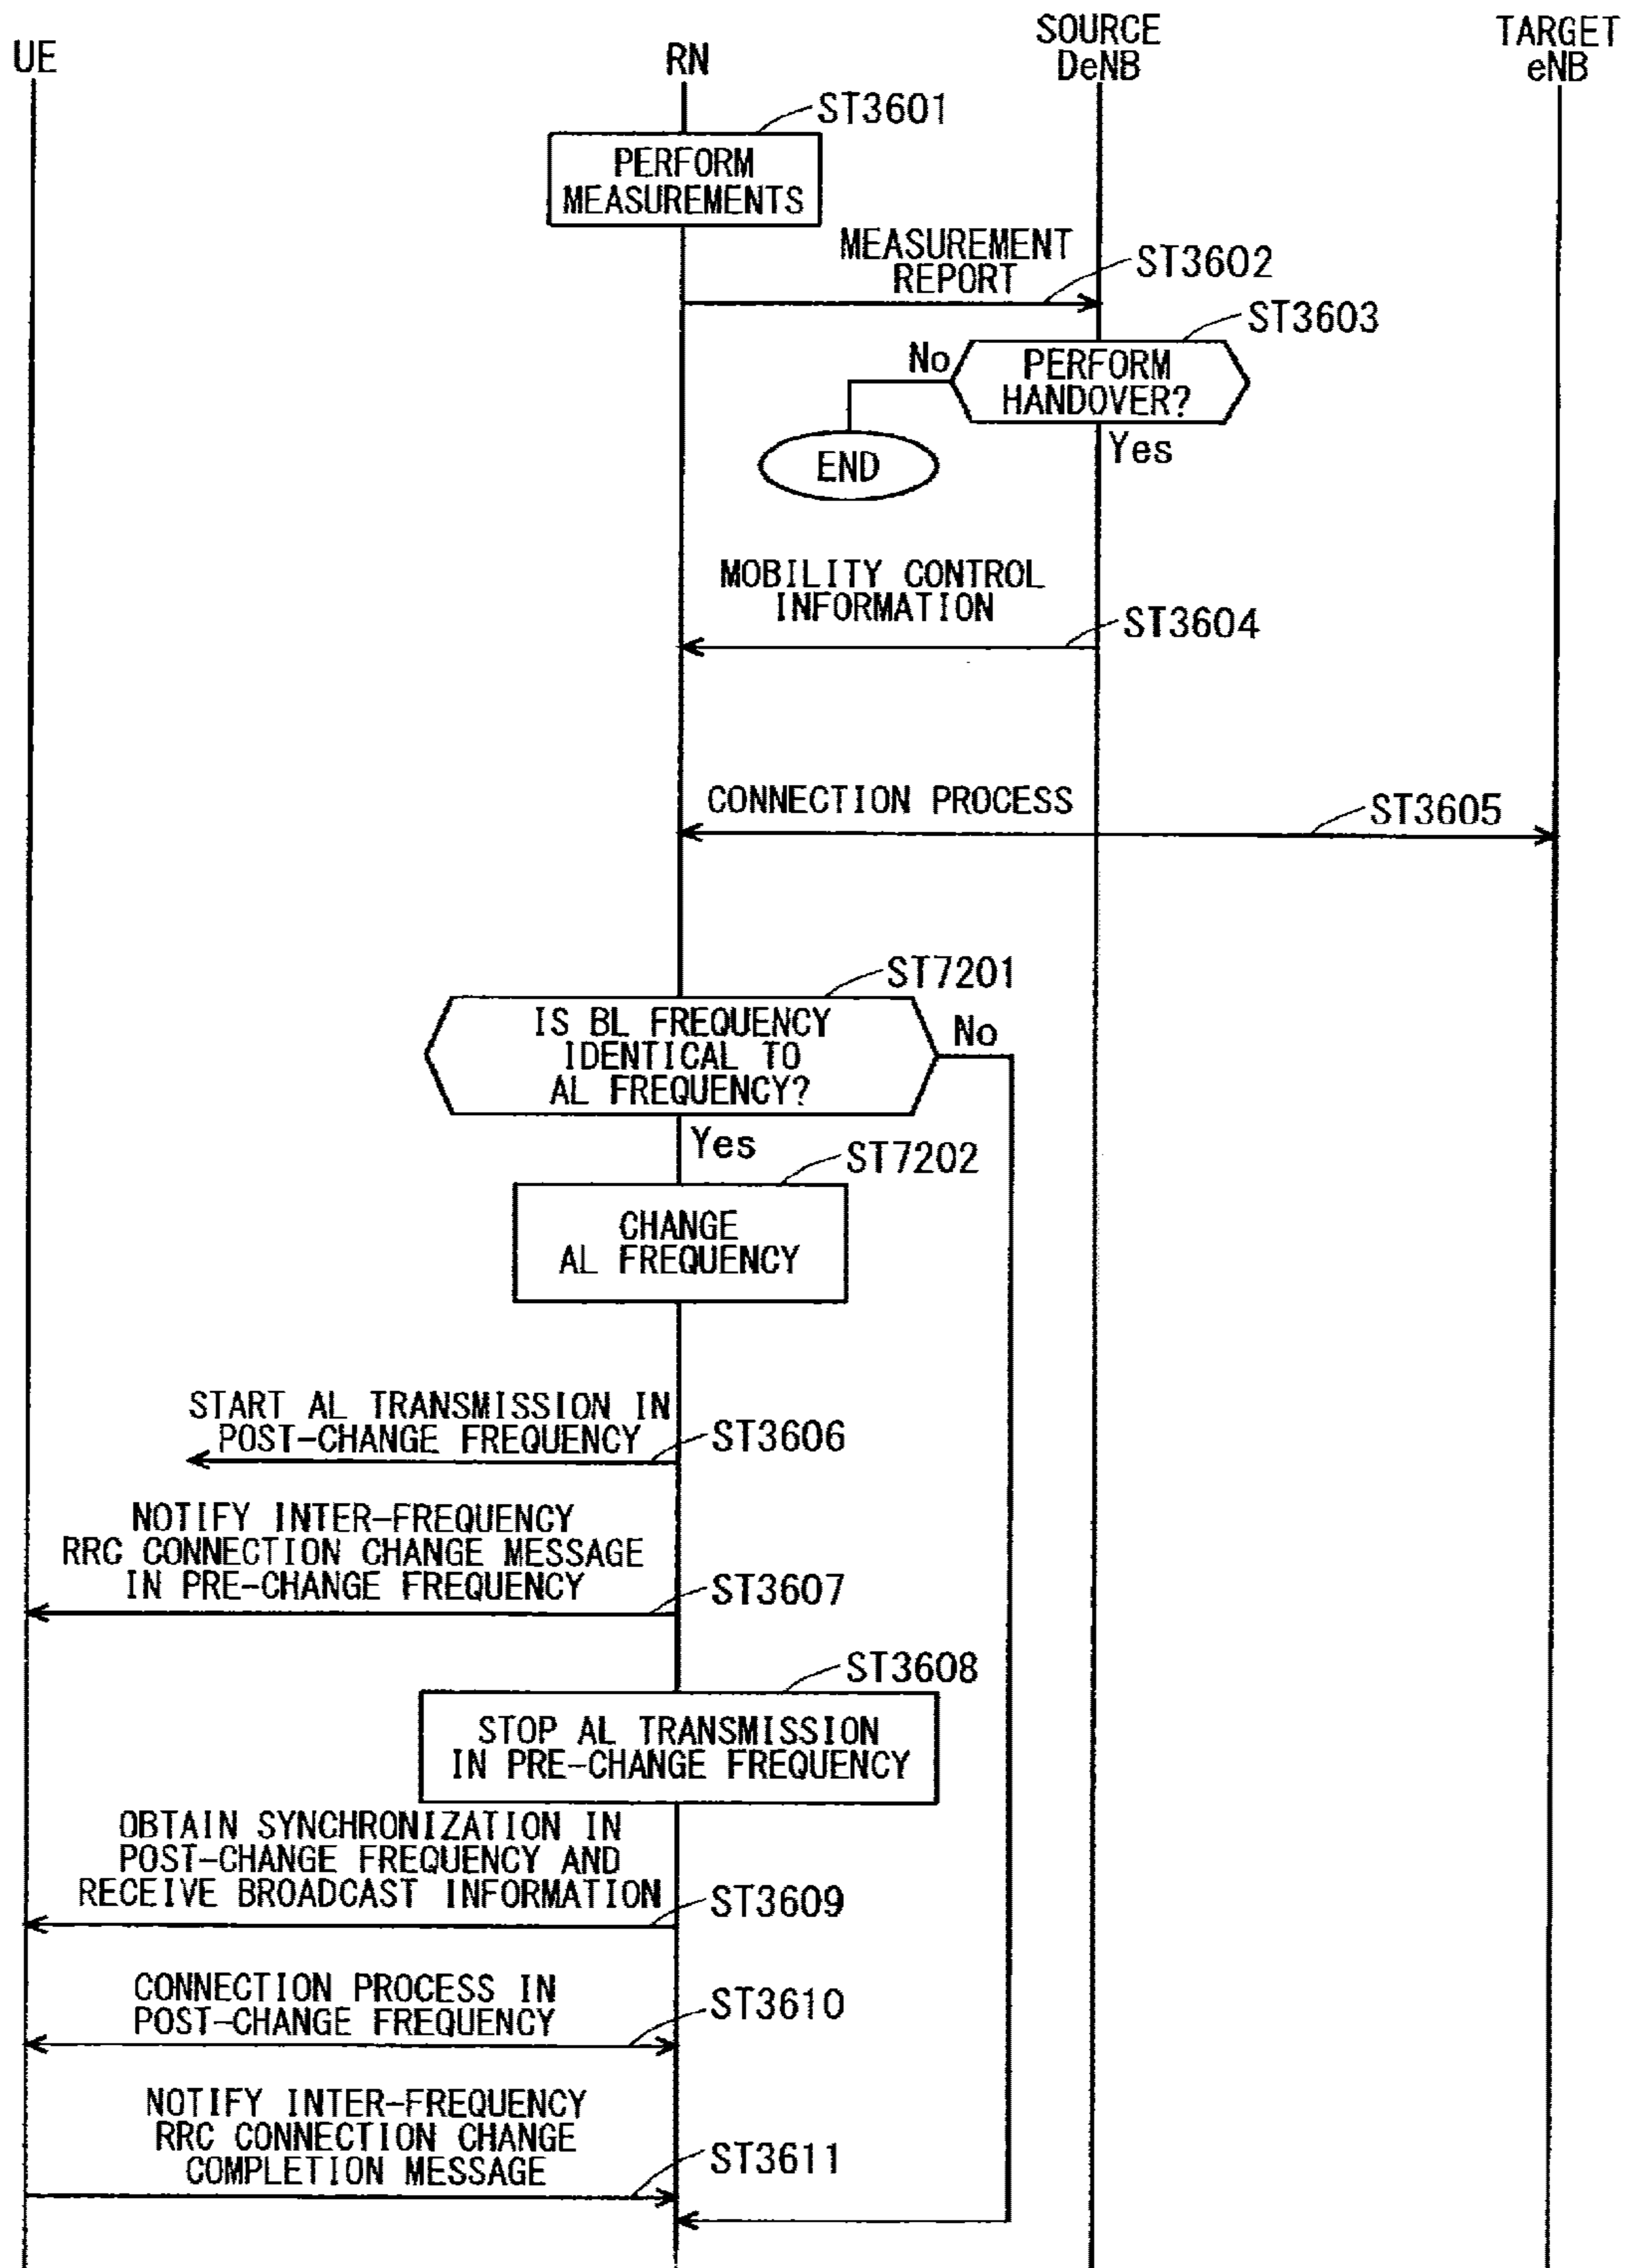 UE
RN
SOURCE
DeNB
TARGET
eNB
ST3601
PERFORM
MEASUREMENTS
MEASUREMENT
REPORT
ST3602
ST3603
No
PERFORM
HANDOVER?
END
Yes
MOBILITY CONTROL
INFORMATION
ST3604
CONNECTION PROCESS
ST3605
ST7201
IS BL FREQUENCY
IDENTICAL TO
AL FREQUENCY?
No
Yes
ST7202
CHANGE
AL FREQUENCY
START AL TRANSMISSION IN
POST-CHANGE FREQUENCY
ST3606
NOTIFY INTER-FREQUENCY
RRC CONNECTION CHANGE MESSAGE
IN PRE-CHANGE FREQUENCY
ST3607
ST3608
STOP AL TRANSMISSION
IN PRE-CHANGE FREQUENCY
OBTAIN SYNCHRONIZATION IN
POST-CHANGE FREQUENCY AND
RECEIVE BROADCAST INFORMATION
ST3609
CONNECTION PROCESS IN
POST-CHANGE FREQUENCY
ST3610
NOTIFY INTER-FREQUENCY
RRC CONNECTION CHANGE
COMPLETION MESSAGE
ST3611